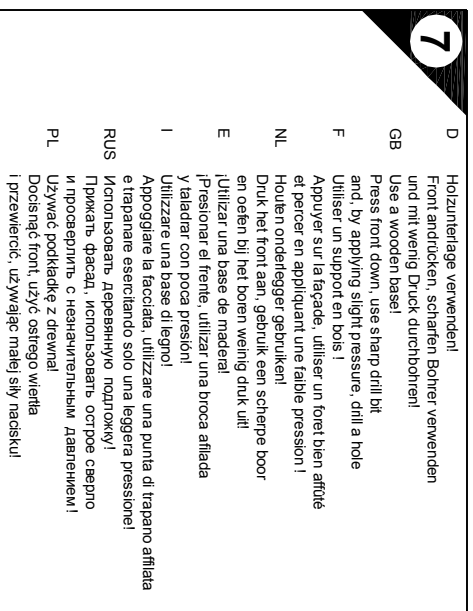 7
D Holzunterlage verwenden!
Front andrücken, scharfen Bohrer verwenden
und mit wenig Druck durchbohren!
GB Use a wooden base!
Press front down, use sharp drill bit
and, by applying slight pressure, drill a hole
F Utiliser un support en bois !
Appuyer sur la façade, utiliser un foret bien affûté
et percer en appliquant une faible pression !
NL Houten onderlegger gebruiken!
Druk het front aan, gebruik een scherpe boor
en oefen bij het boren weinig druk uit!
E ¡Utilizar una base de madera!
¡Presionar el frente, utilizar una broca afilada
y taladrar con poca presión!
I Utilizzare una base di legno!
Appoggiare la facciata, utilizzare una punta di trapano affilata
e trapanare esercitando solo una leggera pressione!
RUS Использовать деревянную подложку!
Прижать фасад, использовать острое сверло
и просверлить с незначительным давлением!
PL Używać podkładkę z drewna!
Docisnąć front, użyć ostrego wiertła
i przewiercić, używając małej siły nacisku!